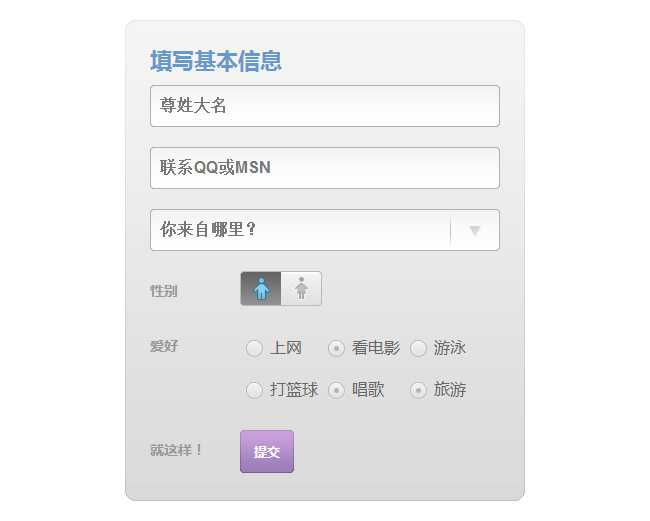 填写基本信息
尊姓大名
联系QQ或MSN
你来自哪里？
性别
爱好 上网 看电影 游泳
打篮球 唱歌 旅游
就这样！ 提交